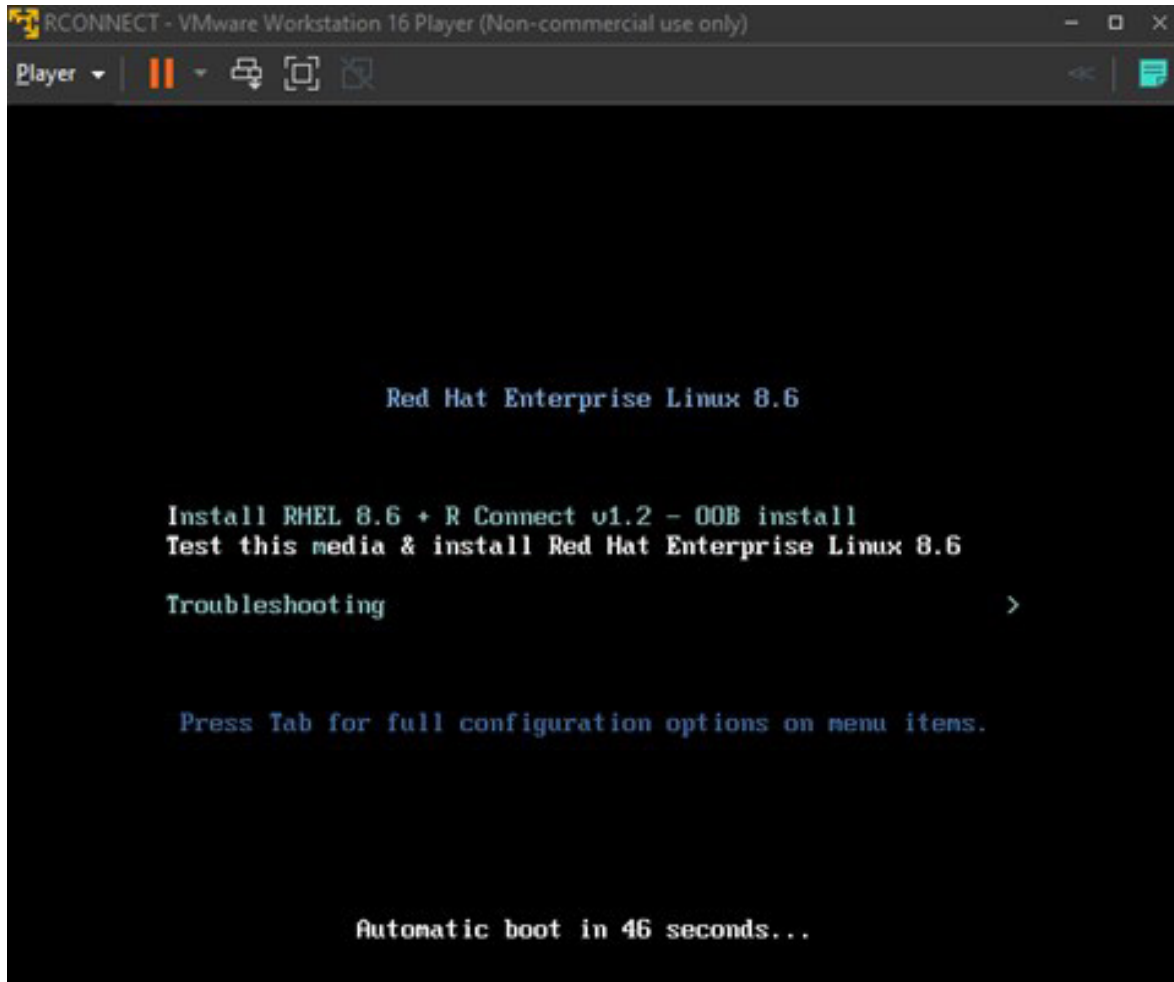 RCONNECT - VMware Workstation 16 Player (Non-commercial use only)
Player
Red Hat Enterprise Linux 8.6
Install RHEL 8.6 + R Connect v1.2 - OOB install
Test this media & install Red Hat Enterprise Linux 8.6
Troubleshooting >
Press Tab for full configuration options on menu items.
Automatic boot in 46 seconds...